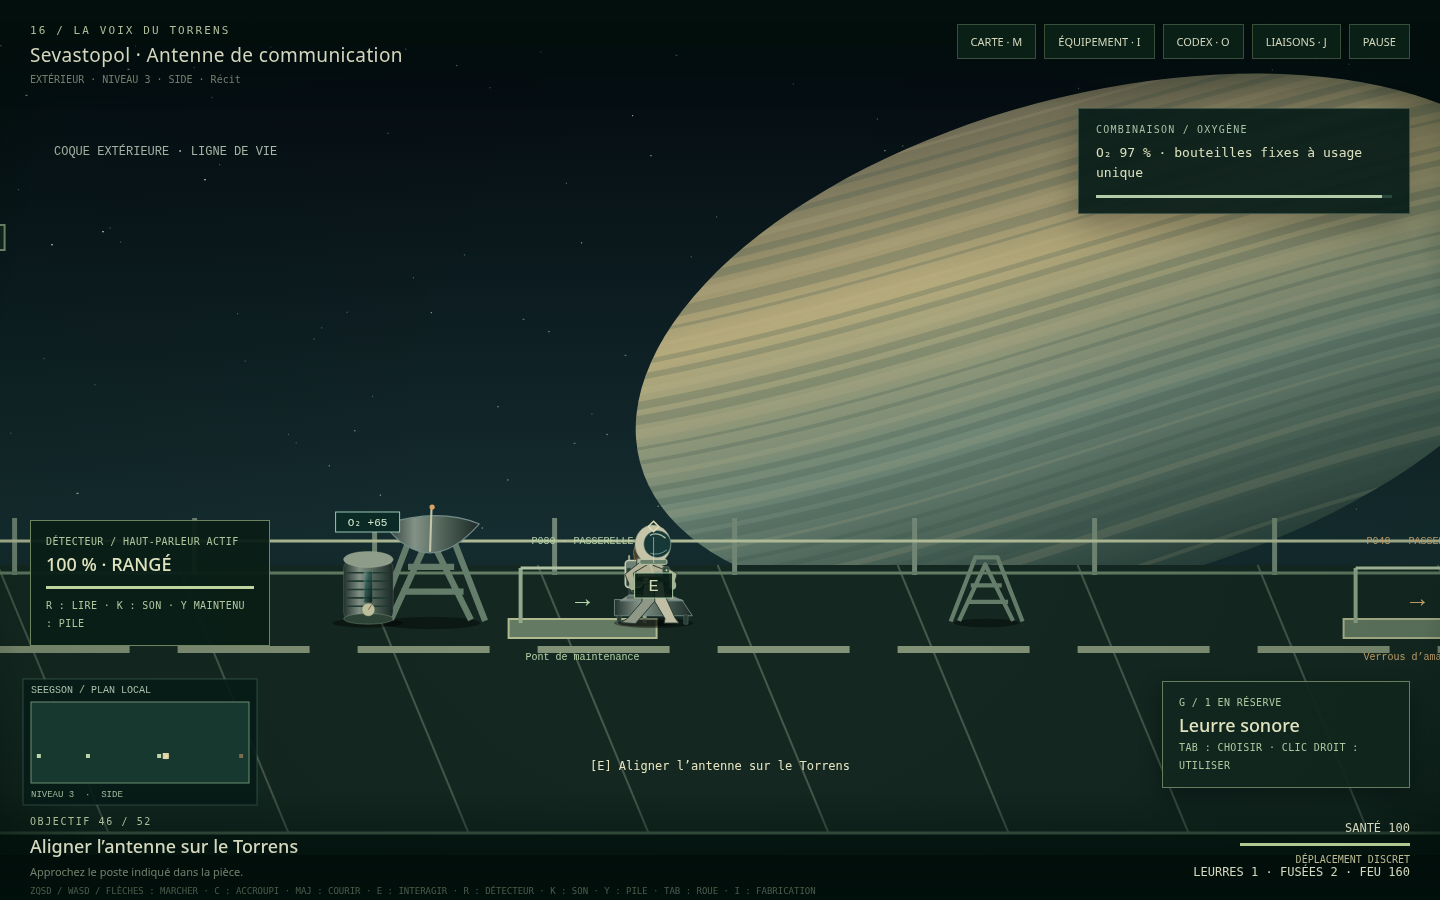 16 / LA VOIX DU TORRENS
Sevastopol · Antenne de communication
EXTÉRIEUR · NIVEAU 3 · SIDE · Récit
CARTE · M
ÉQUIPEMENT · I
CODEX · O
LIAISONS · J
PAUSE
COQUE EXTÉRIEURE · LIGNE DE VIE
COMBINAISON / OXYGÈNE
O₂ 97 % · bouteilles fixes à usage
unique
O₂ +65
PASSERELLE
DÉTECTEUR / HAUT-PARLEUR ACTIF
100 % · RANGÉ
R : LIRE · K : SON · Y MAINTENU
: PILE
E
→
→
Pont de maintenance
Verrous d’ama
SEEGSON / PLAN LOCAL
NIVEAU 3 · SIDE
G / 1 EN RÉSERVE
Leurre sonore
TAB : CHOISIR · CLIC DROIT :
UTILISER
[E] Aligner l’antenne sur le Torrens
OBJECTIF 46 / 52
Aligner l’antenne sur le Torrens
Approchez le poste indiqué dans la pièce.
ZQSD / WASD / FLÈCHES : MARCHER · C : ACCROUPI · MAJ : COURIR · E : INTERAGIR · R : DÉTECTEUR · K : SON · Y : PILE · TAB : ROUE · I : FABRICATION
SANTÉ 100
DÉPLACEMENT DISCRET
LEURRES 1 · FUSÉES 2 · FEU 160